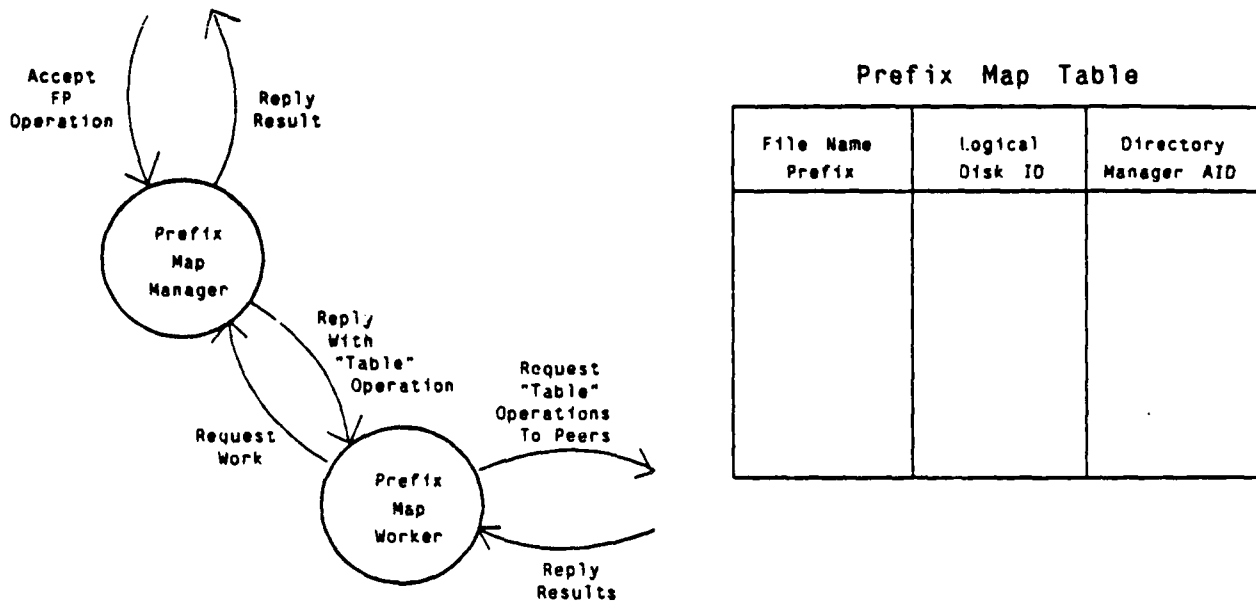 Accept
FP
Operation
Reply
Result
Prefix
Map
Manager
Reply
With
"Table"
Operation
Request
Work
Request
"Table"
Operations
To Peers
Prefix
Map
Worker
Reply
Results
Prefix Map Table
File Name
Prefix
Logical
Disk ID
Directory
Manager AID